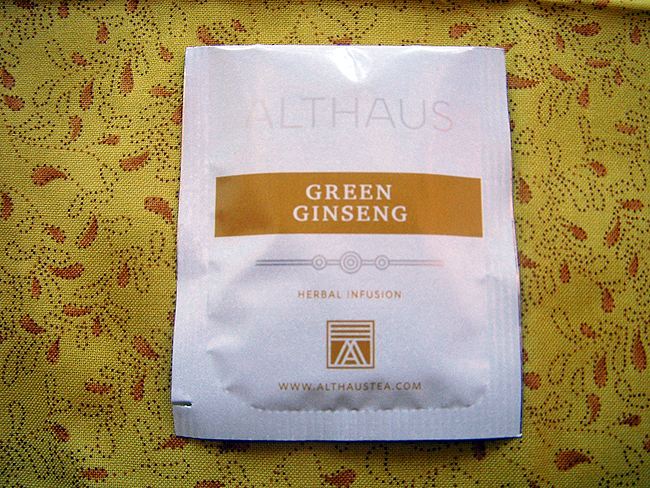 ALTHAUS
GREEN
GINSENG
HERBAL INFUSION
WWW.ALTHAUSTEA.COM